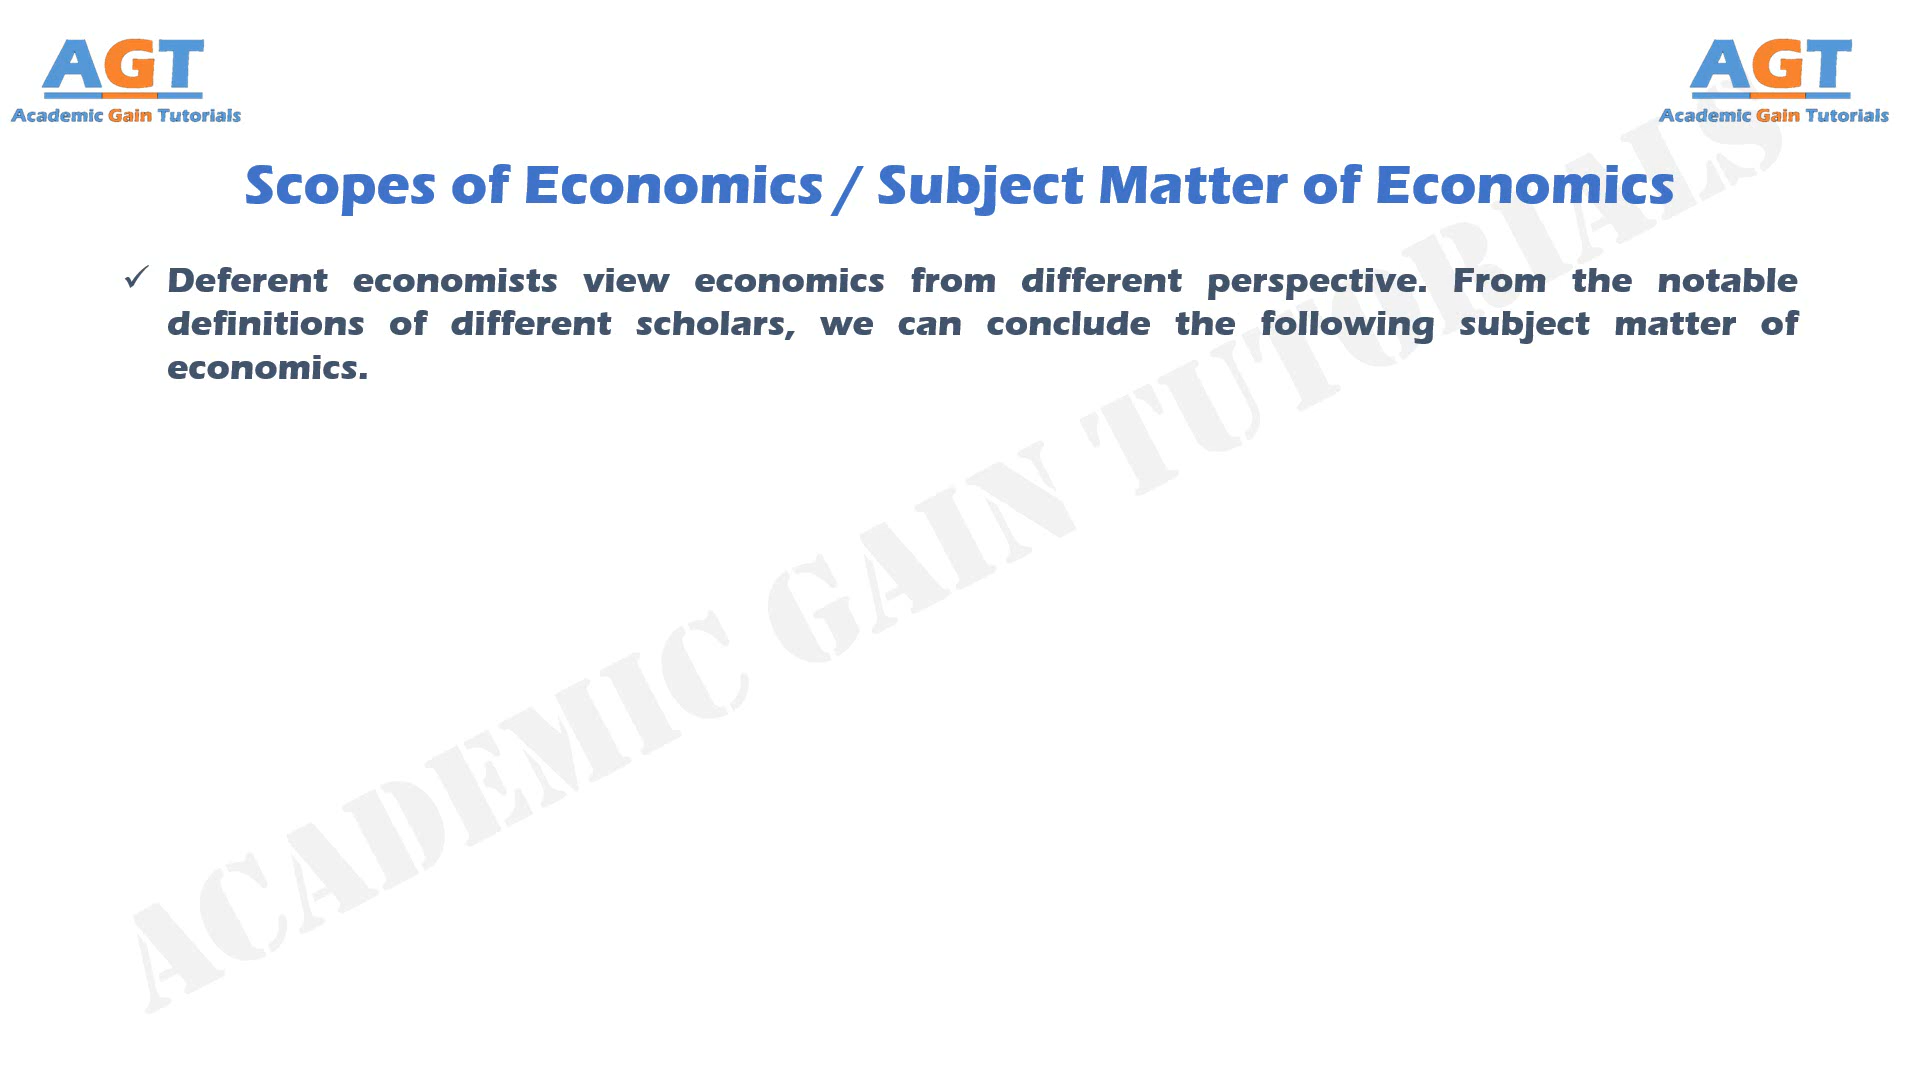 AGT
Academic Gain Tutorials
AGT
Academic Gain Tutorials
Scopes of Economics / Subject Matter of Economics
✓ Deferent economists view economics from different perspective. From the notable
definitions of different scholars, we can conclude the following subject matter of
economics.
ACADEMIC GAIN TUTORIALS